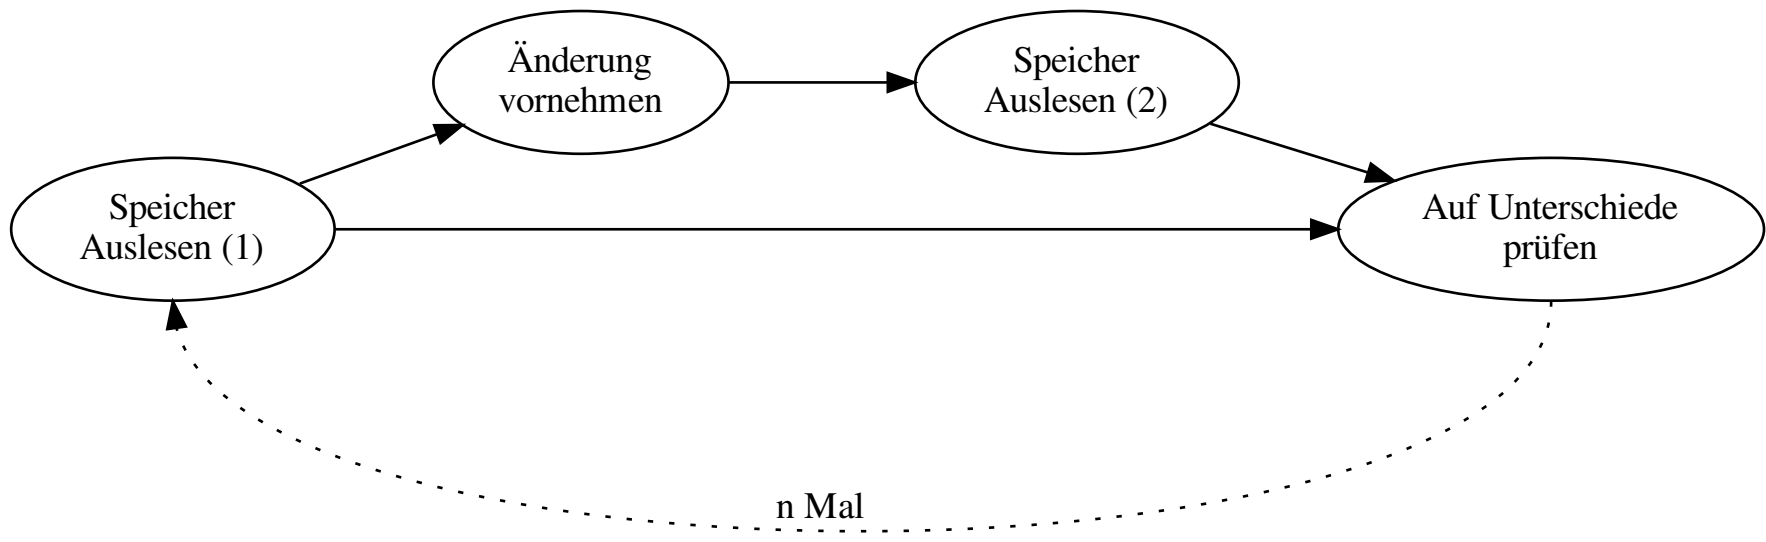 Änderung
vornehmen
Speicher
Auslesen (2)
Speicher
Auslesen (1)
Auf Unterschiede
prüfen
n Mal